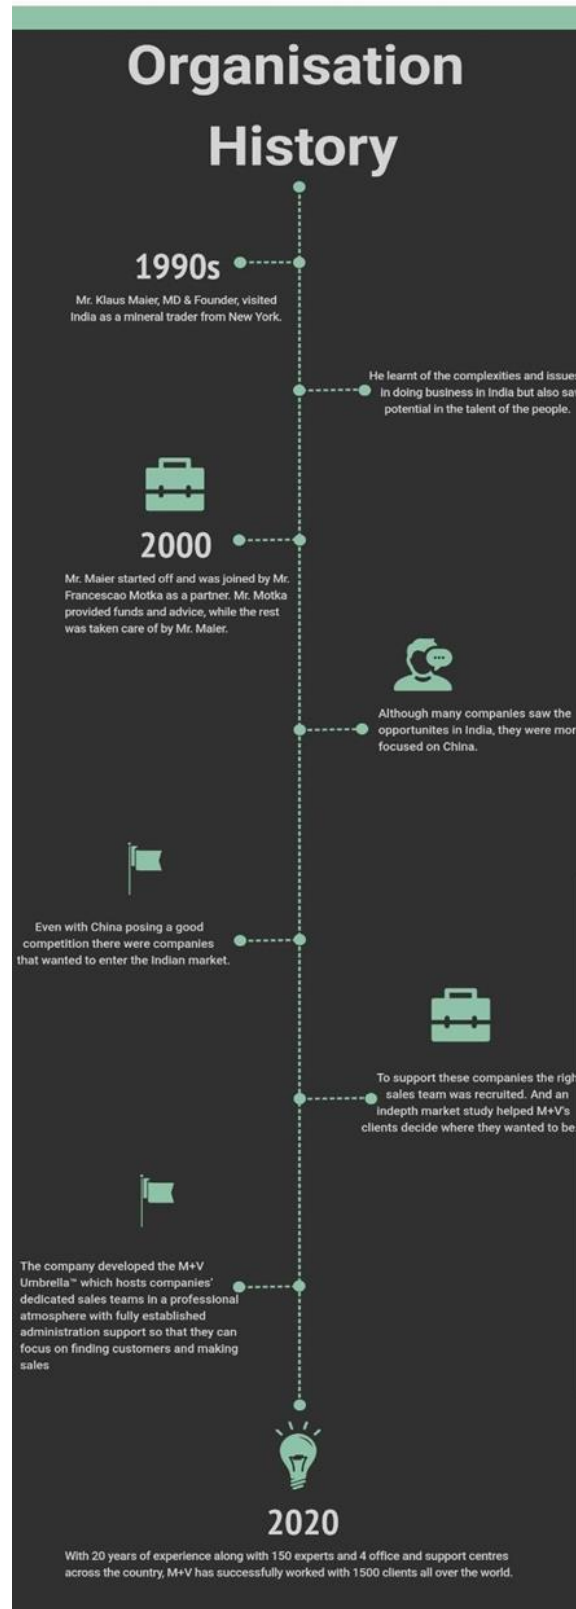 Organisation
History
1990s
Mr. Klaus Maier, MD & Founder, visited
India as a mineral trader from New York.
He learnt of the complexities and issues
in doing business in India but also sa
potential in the talent of the people.
2000
Mr. Maier started off and was joined by Mr.
Francescao Motka as a partner. Mr. Motka
provided funds and advice, while the rest
was taken care of by Mr. Maier.
Although many companies saw the
opportunites in India, they were mor
focused on China.
Even with China posing a good
competition there were companies
that wanted to enter the Indian market.
To support these companies the righ
sales team was recruited. And an
indepth market study helped M+V's
clients decide where they wanted to be.
The company developed the M+V
Umbrella™ which hosts companies'
dedicated sales teams in a professional
atmosphere with fully established
administration support so that they can
focus on finding customers and making
sales
2020
With 20 years of experience along with 150 experts and 4 office and support centres
across the country, M+V has successfully worked with 1500 clients all over the world.